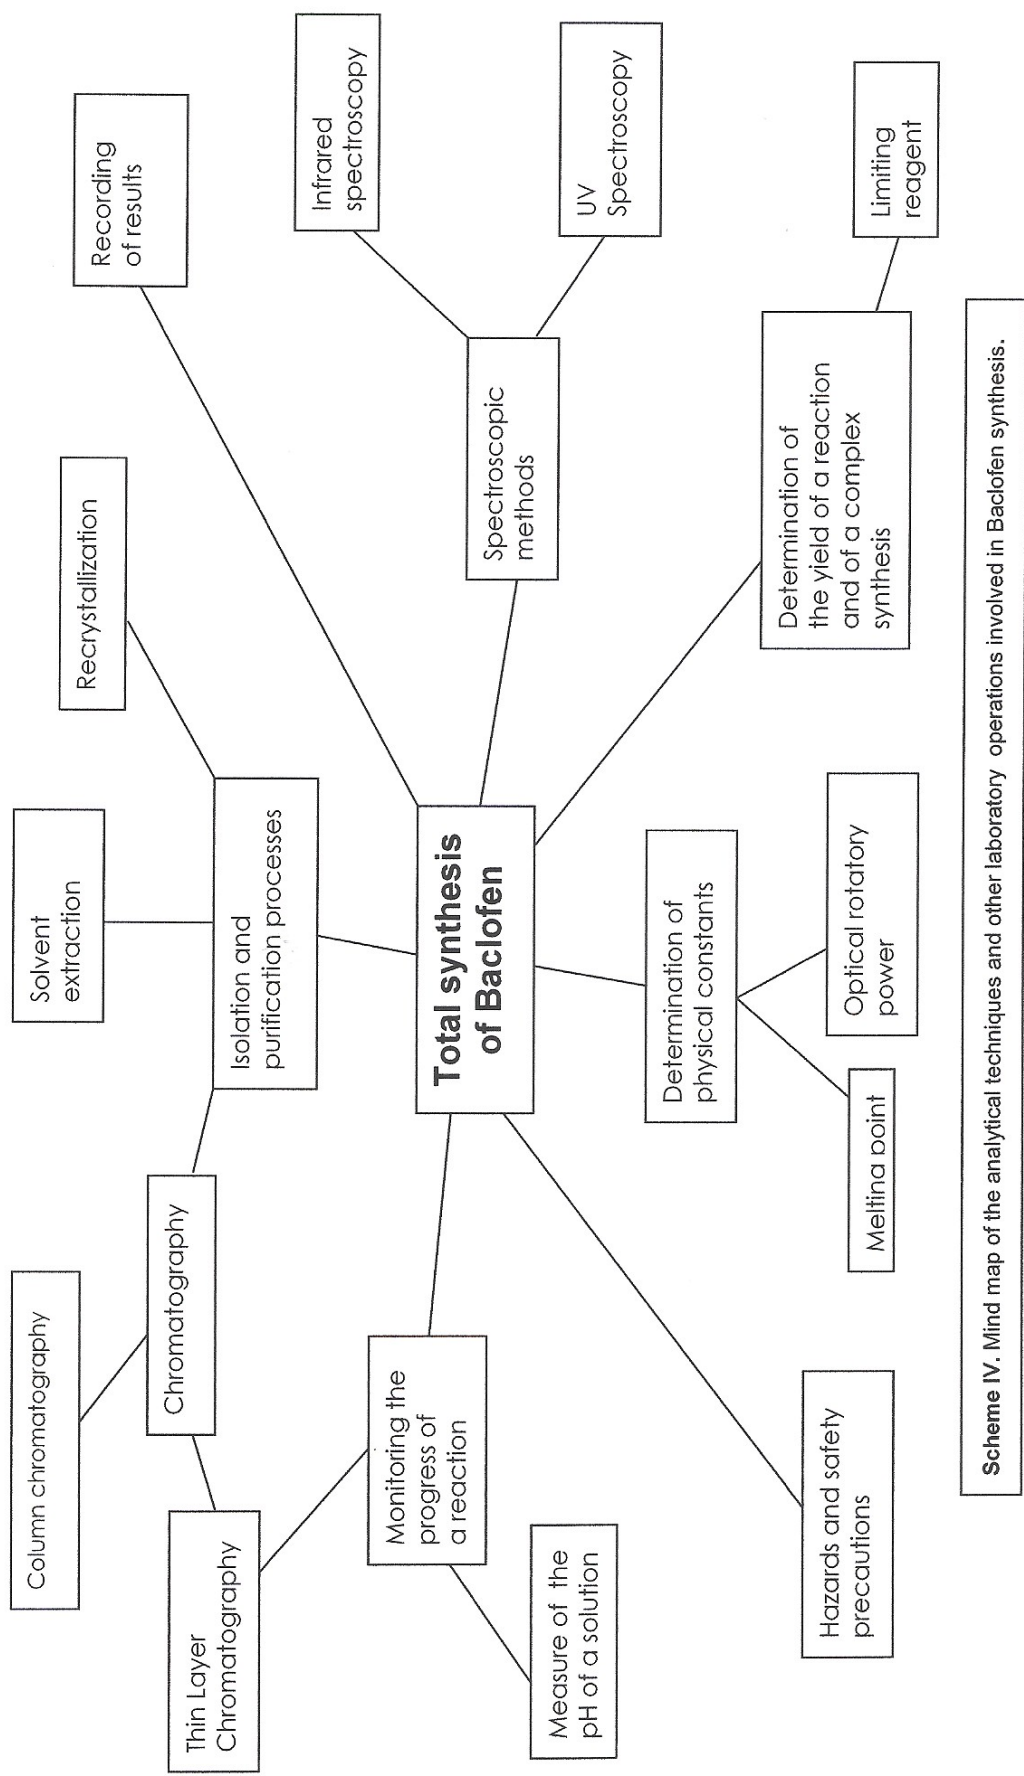 Column chromatography
Solvent
extraction
Recrystallization
Recording
of results
Chromatography
Thin Layer
Chromatography
Isolation and
purification processes
Infrared
spectroscopy
Monitoring the
progress of
a reaction
Total synthesis
of Baclofen
Spectroscopic
methods
UV
Spectroscopy
Measure of the
pH of a solution
Determination of
physical constants
Determination of
the yield of a reaction
and of a complex
synthesis
Limiting
reagent
Hazards and safety
precautions
Melting point
Optical rotatory
power
Scheme IV. Mind map of the analytical techniques and other laboratory operations involved in Baclofen synthesis.